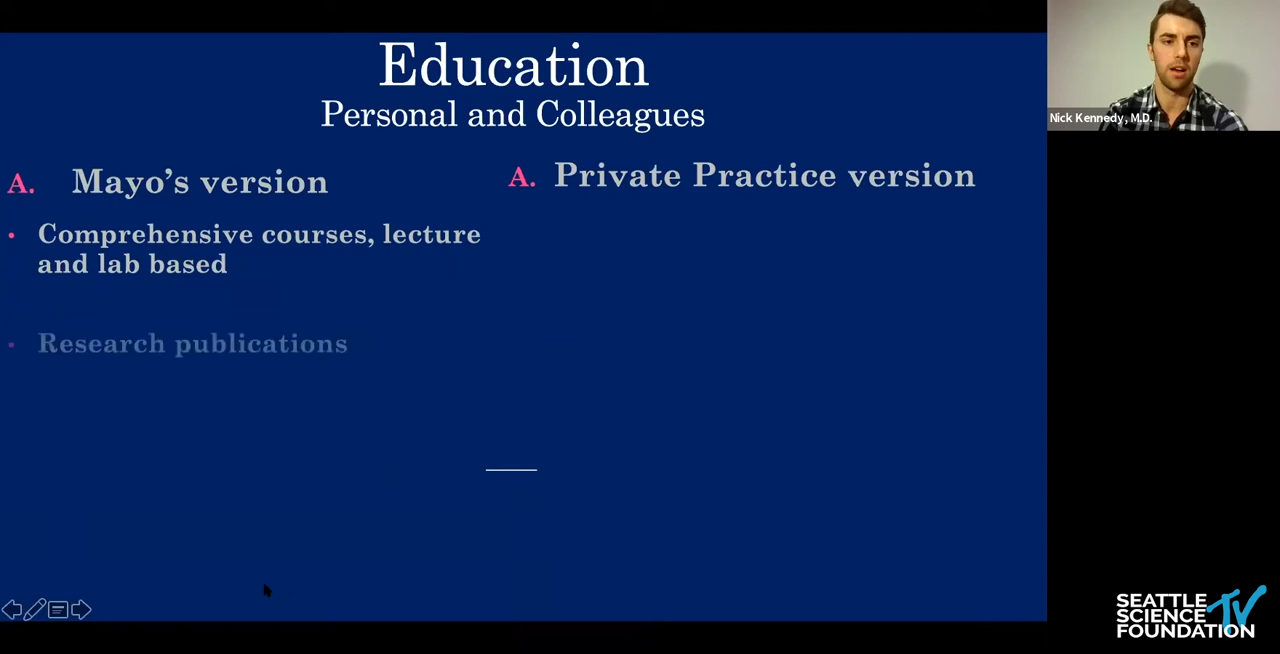 Education
Personal and Colleagues
A. Mayo’s version
• Comprehensive courses, lecture
and lab based
• Research publications
A. Private Practice version
Nick Kennedy, M.D.
SEATTLE
SCIENCE TV
FOUNDATION